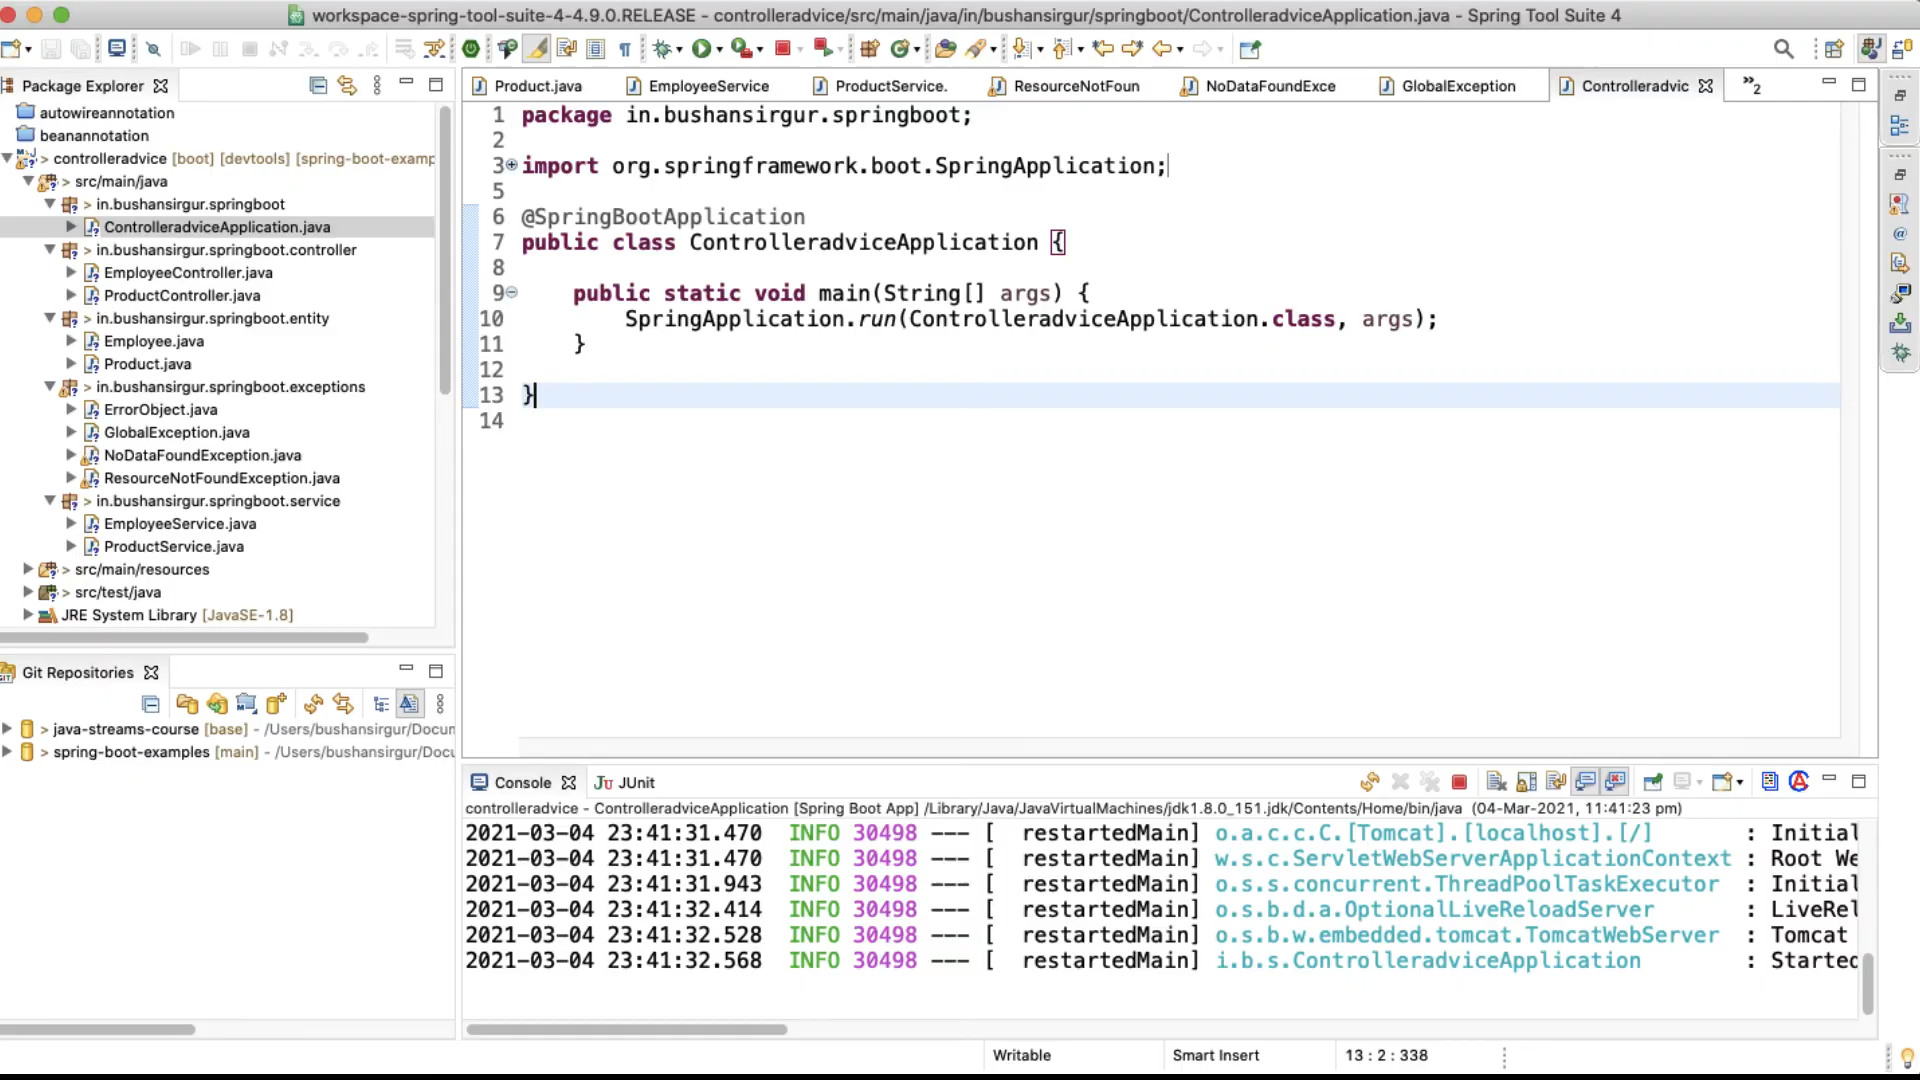 workspace-spring-tool-suite-4-4.9.0.RELEASE - controlleradvice/src/main/java/in/bushansirgur/springboot/ControlleradviceApplication.java - Spring Tool Suite 4
Package Explorer
autowireannotation
beanannotation
> controlleradvice [boot] [devtools] [spring-boot-examp
> src/main/java
> in.bushansirgur.springboot
ControlleradviceApplication.java
> in.bushansirgur.springboot.controller
EmployeeController.java
ProductController.java
> in.bushansirgur.springboot.entity
Employee.java
Product.java
> in.bushansirgur.springboot.exceptions
ErrorObject.java
GlobalException.java
NoDataFoundException.java
ResourceNotFoundException.java
> in.bushansirgur.springboot.service
EmployeeService.java
ProductService.java
> src/main/resources
> src/test/java
JRE System Library [JavaSE-1.8]
Git Repositories
> java-streams-course [base] - /Users/bushansirgur/Docun
> spring-boot-examples [main] - /Users/bushansirgur/Docu
Product.java EmployeeService ProductService. ResourceNotFoun NoDataFoundExce GlobalException Controlleradvic »2
1 package in.bushansirgur.springboot;
2
3 import org.springframework.boot.SpringApplication;
5
6 @SpringBootApplication
7 public class ControlleradviceApplication {
8
9 public static void main(String[] args) {
10 SpringApplication.run(ControlleradviceApplication.class, args);
11 }
12
13 }
14
Console JUnit
controlleradvice - ControlleradviceApplication [Spring Boot App] /Library/Java/JavaVirtualMachines/jdk1.8.0_151.jdk/Contents/Home/bin/java (04-Mar-2021, 11:41:23 pm)
2021-03-04 23:41:31.470 INFO 30498 --- [ restartedMain] o.a.c.c.C.[Tomcat].[localhost].[/] : Initial
2021-03-04 23:41:31.470 INFO 30498 --- [ restartedMain] w.s.c.ServletWebServerApplicationContext : Root We
2021-03-04 23:41:31.943 INFO 30498 --- [ restartedMain] o.s.s.concurrent.ThreadPoolTaskExecutor : Initial
2021-03-04 23:41:32.414 INFO 30498 --- [ restartedMain] o.s.b.d.a.OptionalLiveReloadServer : LiveRel
2021-03-04 23:41:32.528 INFO 30498 --- [ restartedMain] o.s.b.w.embedded.tomcat.TomcatWebServer : Tomcat
2021-03-04 23:41:32.568 INFO 30498 --- [ restartedMain] i.b.s.ControlleradviceApplication : Started
Writable Smart Insert 13 : 2 : 338